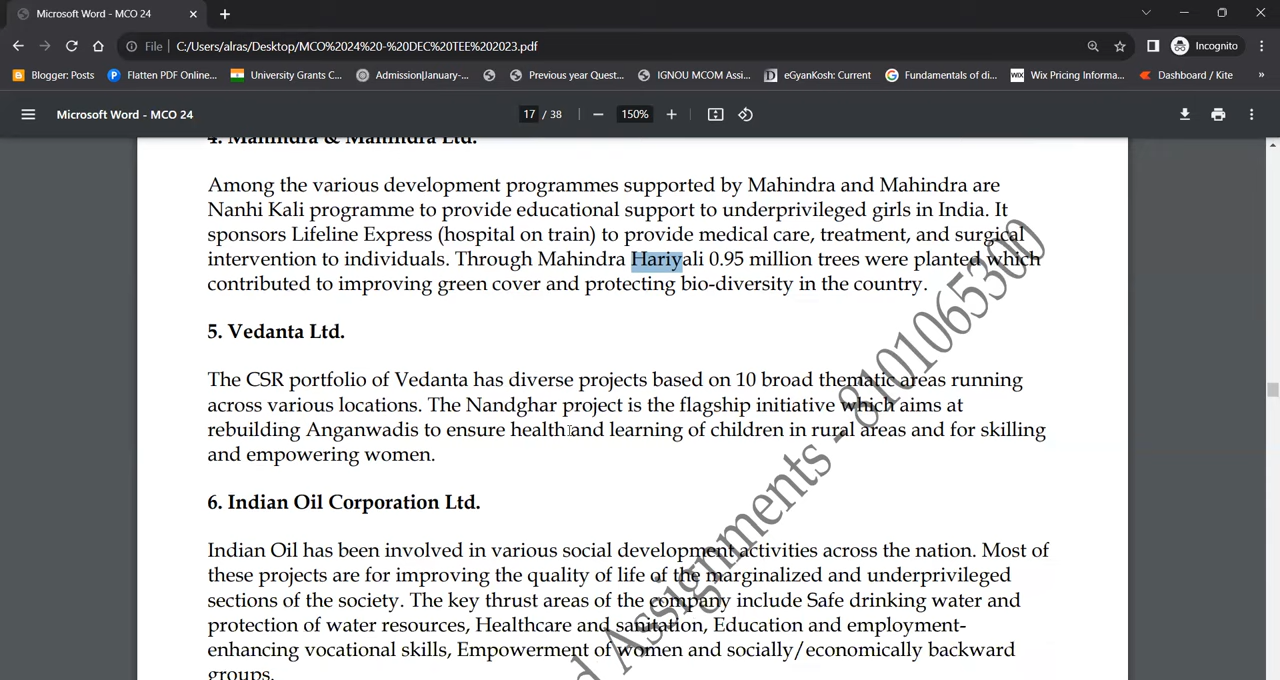 Microsoft Word - MCO 24
File C:/Users/alras/Desktop/MCO%2024%20-%20DEC%20TEE%202023.pdf
Incognito
Blogger: Posts
Flatten PDF Online...
University Grants C...
Admission|January-...
Previous year Quest...
IGNOU MCOM Assi...
eGyanKosh: Current
Fundamentals of di...
Wix Pricing Informa...
Dashboard / Kite
Microsoft Word - MCO 24
17 / 38
150%
4. Mahindra & Mahindra Ltd.
Among the various development programmes supported by Mahindra and Mahindra are
Nanhi Kali programme to provide educational support to underprivileged girls in India. It
sponsors Lifeline Express (hospital on train) to provide medical care, treatment, and surgical
intervention to individuals. Through Mahindra Hariyali 0.95 million trees were planted which
contributed to improving green cover and protecting bio-diversity in the country.
5. Vedanta Ltd.
The CSR portfolio of Vedanta has diverse projects based on 10 broad thematic areas running
across various locations. The Nandghar project is the flagship initiative which aims at
rebuilding Anganwadis to ensure health and learning of children in rural areas and for skilling
and empowering women.
6. Indian Oil Corporation Ltd.
Indian Oil has been involved in various social development activities across the nation. Most of
these projects are for improving the quality of life of the marginalized and underprivileged
sections of the society. The key thrust areas of the company include Safe drinking water and
protection of water resources, Healthcare and sanitation, Education and employment-
enhancing vocational skills, Empowerment of women and socially/economically backward
groups.
Assignments - 8101065300